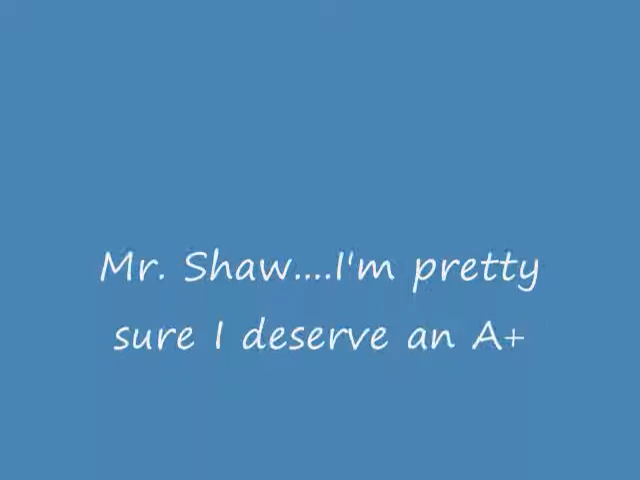 Mr. Shaw....I'm pretty
sure I deserve an A+